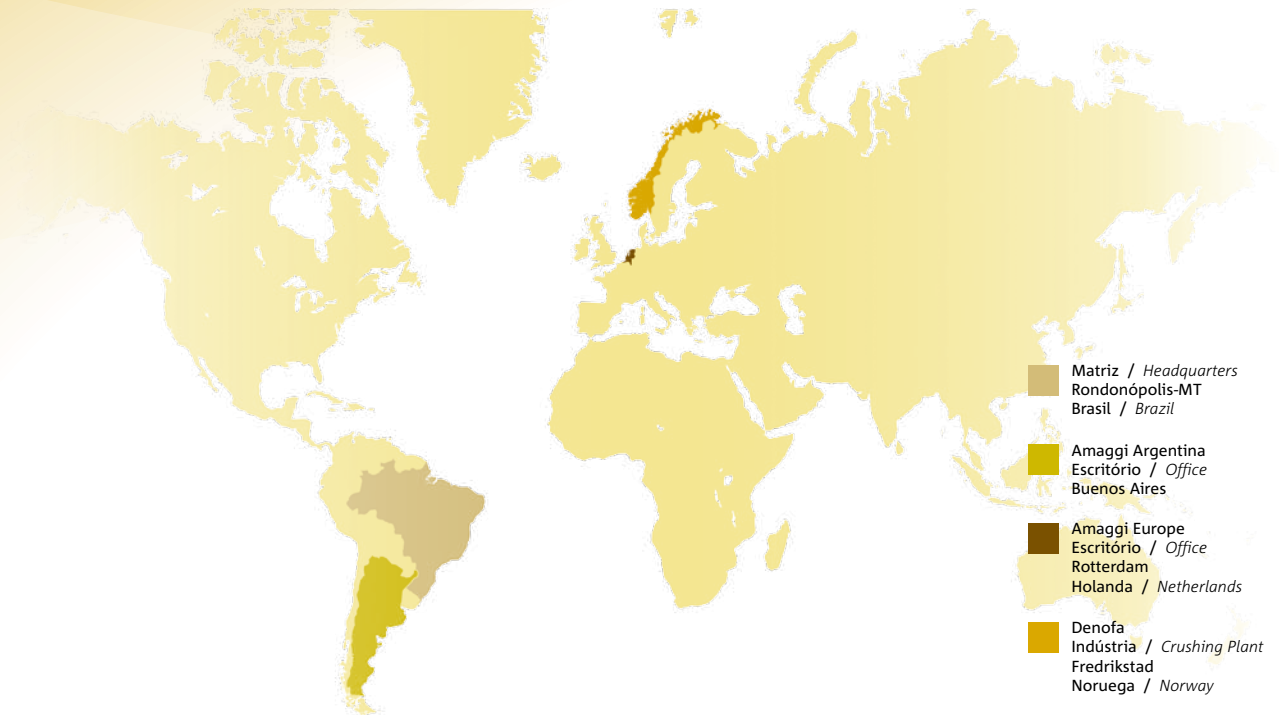 Matriz / Headquarters
Rondonópolis-MT
Brasil / Brazil
Amaggi Argentina
Escritório / Office
Buenos Aires
Amaggi Europe
Escritório / Office
Rotterdam
Holanda / Netherlands
Denofa
Indústria / Crushing Plant
Fredrikstad
Noruega / Norway